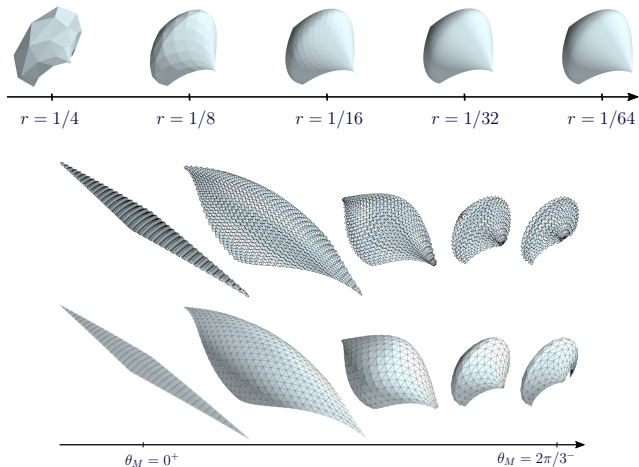 r = 1/4
r = 1/8
r = 1/16
r = 1/32
r = 1/64
θ_M = 0⁺
θ_M = 2π/3⁻